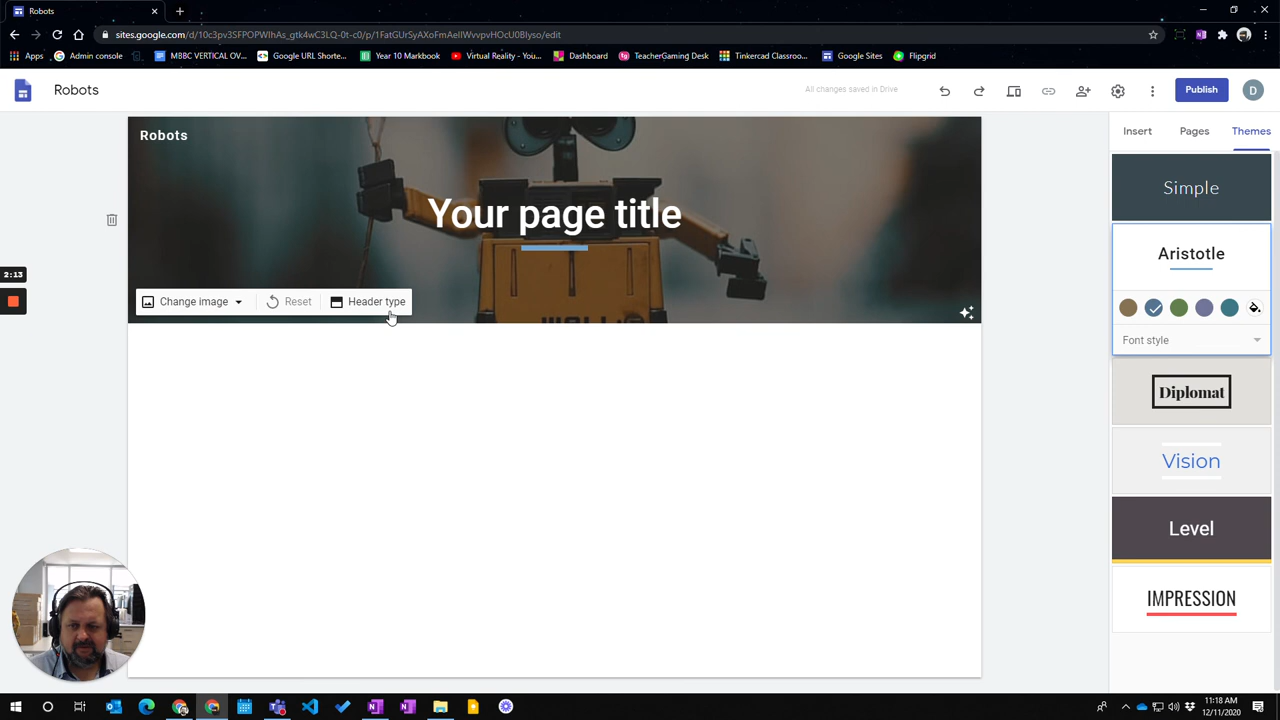 Robots
sites.google.com/d/10c3pv3SFPOPWIhAs_gtk4wC3LQ-0t-c0/p/1FatGUrSyAXoFmAeIIWvvpvHOcU0BIyso/edit
Apps
Admin console
MBBC VERTICAL OV...
Google URL Shorte...
Year 10 Markbook
Virtual Reality - You...
Dashboard
TeacherGaming Desk
Tinkercad Classroo...
Google Sites
Flipgrid
Robots
All changes saved in Drive
Publish
D
Robots
Your page title
Change image
Reset
Header type
2:13
Insert
Pages
Themes
Simple
Aristotle
Font style
Diplomat
Vision
Level
IMPRESSION
11:18 AM
12/11/2020